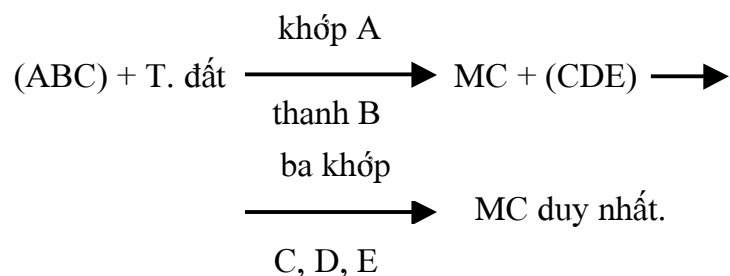 khớp A
(ABC) + T. đất → MC + (CDE) →
thanh B
ba khớp
→ MC duy nhất.
C, D, E